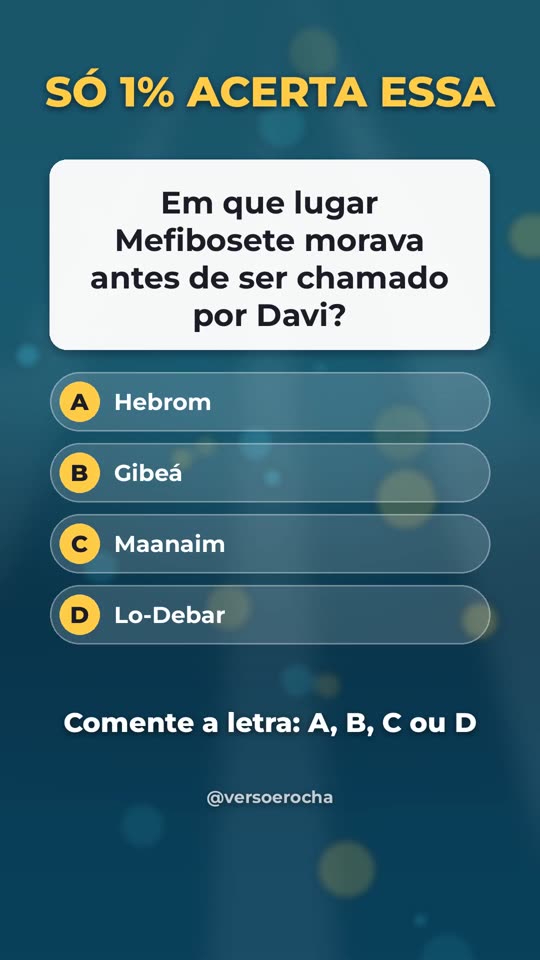 SÓ 1% ACERTA ESSA
Em que lugar
Mefibosete morava
antes de ser chamado
por Davi?
A Hebrom
B Gibeá
C Maanaim
D Lo-Debar
Comente a letra: A, B, C ou D
@versoerocha